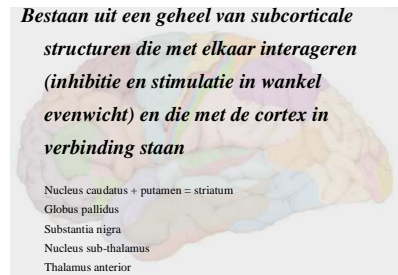 Bestaan uit een geheel van subcorticale
structuren die met elkaar interageren
(inhibitie en stimulatie in wankel
evenwicht) en die met de cortex in
verbinding staan
Nucleus caudatus + putamen = striatum
Globus pallidus
Substantia nigra
Nucleus sub-thalamus
Thalamus anterior